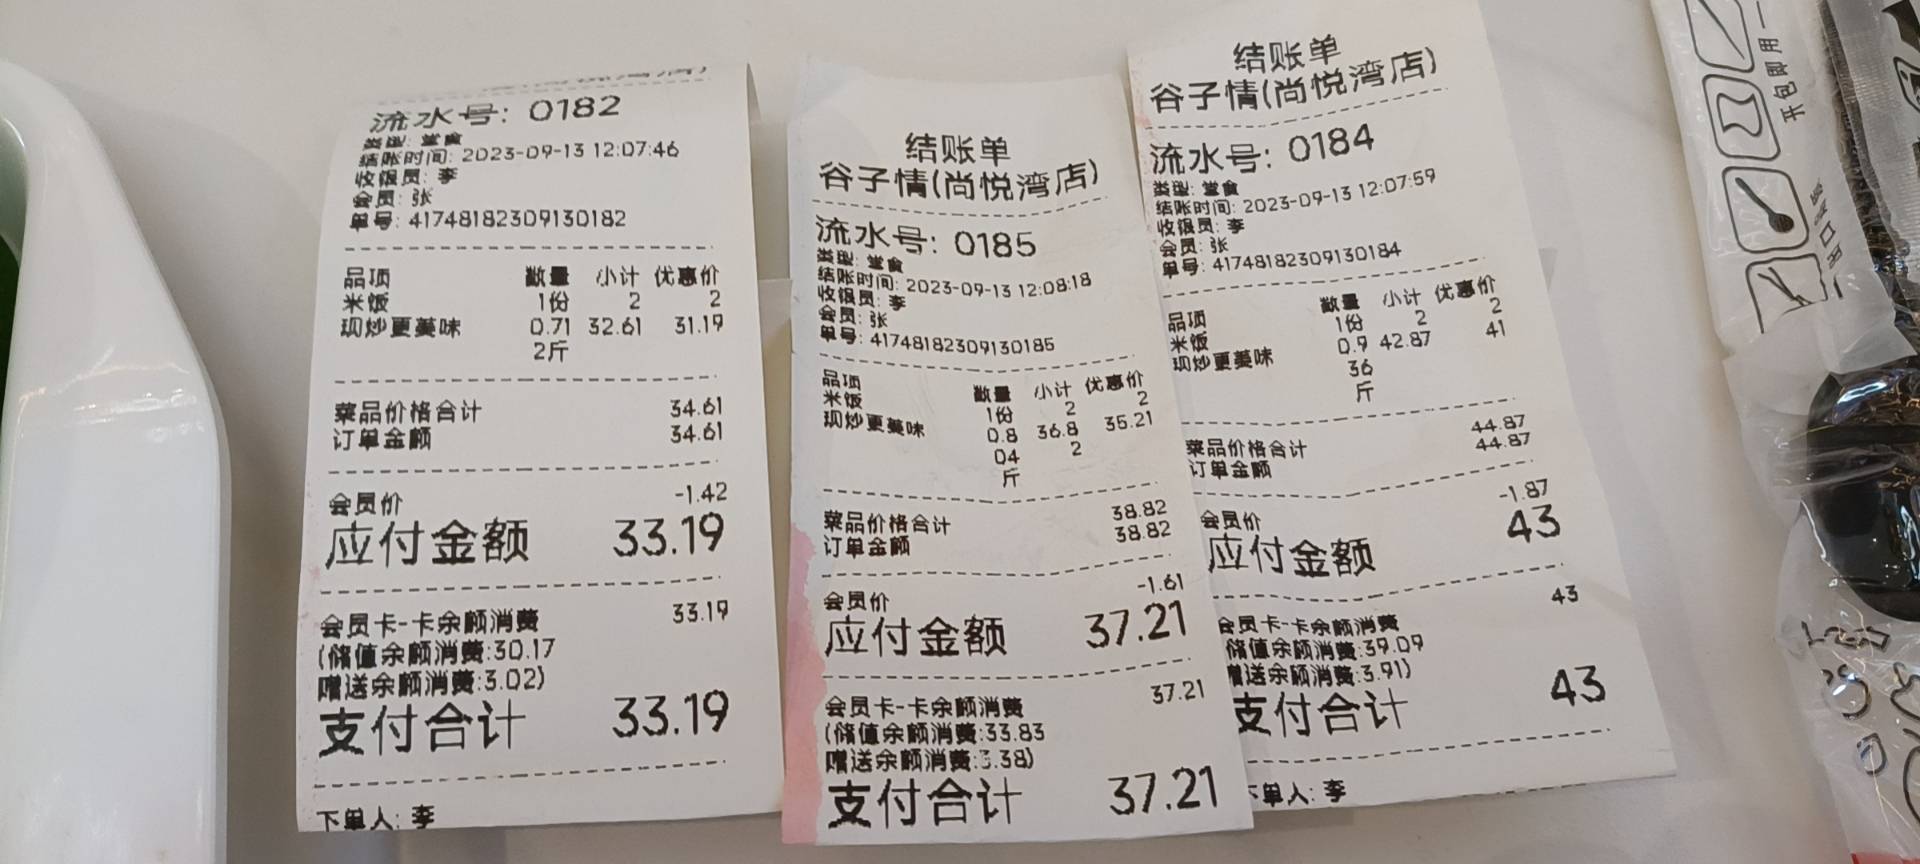 流水号: 0182
类型: 堂食
结账时间: 2023-09-13 12:07:46
收银员: 李
会员: 张
单号: 41748182309130182
品项 数量 小计 优惠价
米饭 1份 2 2
现炒更美味 0.71 32.61 31.19
2斤
菜品价格合计 34.61
订单金额 34.61
会员价 -1.42
应付金额 33.19
会员卡-卡余额消费 33.19
(储值余额消费:30.17
赠送余额消费:3.02)
支付合计 33.19
下单人: 李
结账单
谷子情(尚悦湾店)
流水号: 0185
类型: 堂食
结账时间: 2023-09-13 12:08:18
收银员: 李
会员: 张
单号: 41748182309130185
品项 数量 小计 优惠价
米饭 1份 2 2
现炒更美味 0.8 36.8 35.21
04 2
斤
菜品价格合计 38.82
订单金额 38.82
会员价 -1.61
应付金额 37.21
会员卡-卡余额消费 37.21
(储值余额消费:33.83
赠送余额消费:3.38)
支付合计 37.21
结账单
谷子情(尚悦湾店)
流水号: 0184
类型: 堂食
结账时间: 2023-09-13 12:07:59
收银员: 李
会员: 张
单号: 41748182309130184
品项 数量 小计 优惠价
米饭 1份 2 2
现炒更美味 0.9 42.87 41
36
斤
菜品价格合计 44.87
订单金额 44.87
会员价 -1.87
应付金额 43
会员卡-卡余额消费 43
储值余额消费:39.09
赠送余额消费:3.91)
支付合计 43
下单人: 李
开包即用